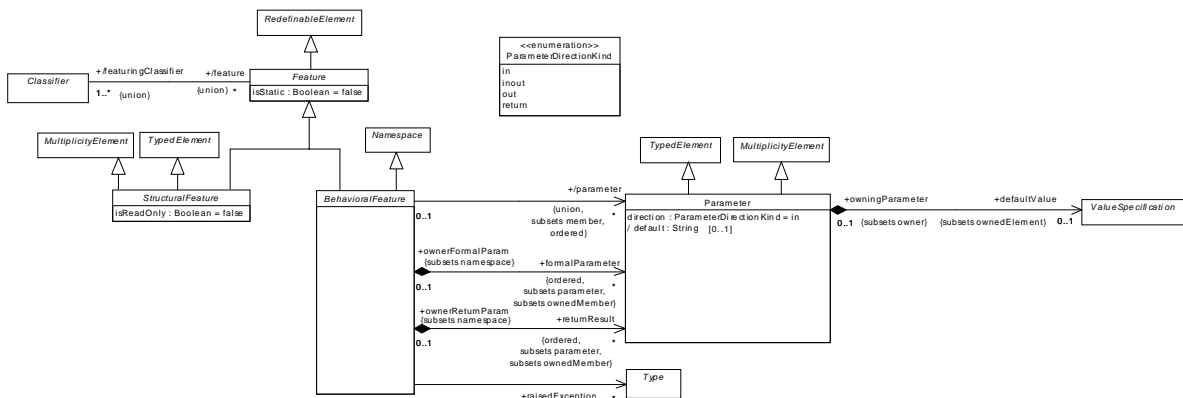 RedefinableElement
<<enumeration>>
ParameterDirectionKind
in
inout
out
return
Classifier
+/featuringClassifier
1..* {union}
+/feature
{union} *
Feature
isStatic : Boolean = false
MultiplicityElement
TypedElement
Namespace
TypedElement
MultiplicityElement
StructuralFeature
isReadOnly : Boolean = false
BehavioralFeature
0..1
+/parameter
{union, *
subsets member,
ordered}
Parameter
direction : ParameterDirectionKind = in
/ default : String [0..1]
+owningParameter
0..1 {subsets owner}
+defaultValue
{subsets ownedElement} 0..1
ValueSpecification
+ownerFormalParam
{subsets namespace}
0..1
+formalParameter
{ordered, *
subsets parameter,
subsets ownedMember}
+ownerReturnParam
{subsets namespace}
0..1
+returnResult
{ordered, *
subsets parameter,
subsets ownedMember}
Type
+raisedException *